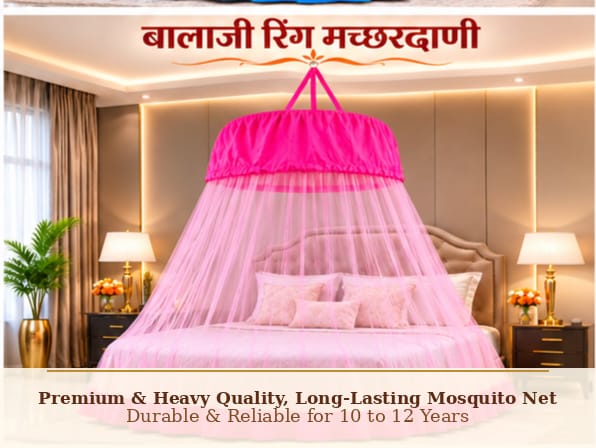 बालाजी रिंग मच्छरदाणी
Premium & Heavy Quality, Long-Lasting Mosquito Net
Durable & Reliable for 10 to 12 Years